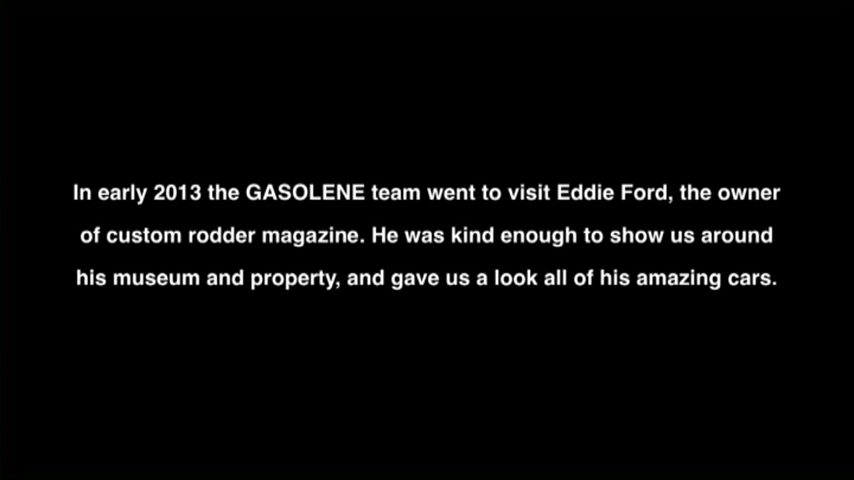 In early 2013 the GASOLENE team went to visit Eddie Ford, the owner
of custom rodder magazine. He was kind enough to show us around
his museum and property, and gave us a look all of his amazing cars.